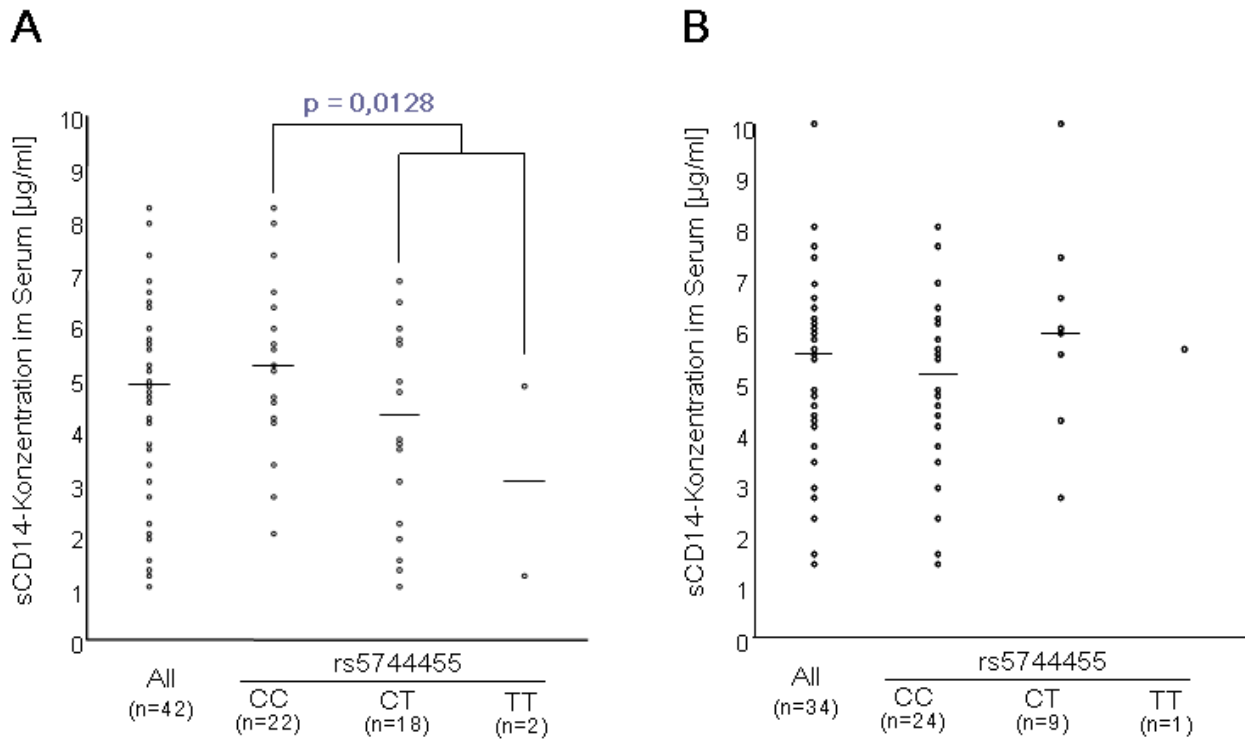 A
p = 0,0128
sCD14-Konzentration im Serum [µg/ml]
10
9
8
7
6
5
4
3
2
1
0
rs5744455
All
CC
CT
TT
(n=42)
(n=22)
(n=18)
(n=2)
B
sCD14-Konzentration im Serum [µg/ml]
10
9
8
7
6
5
4
3
2
1
0
rs5744455
All
CC
CT
TT
(n=34)
(n=24)
(n=9)
(n=1)